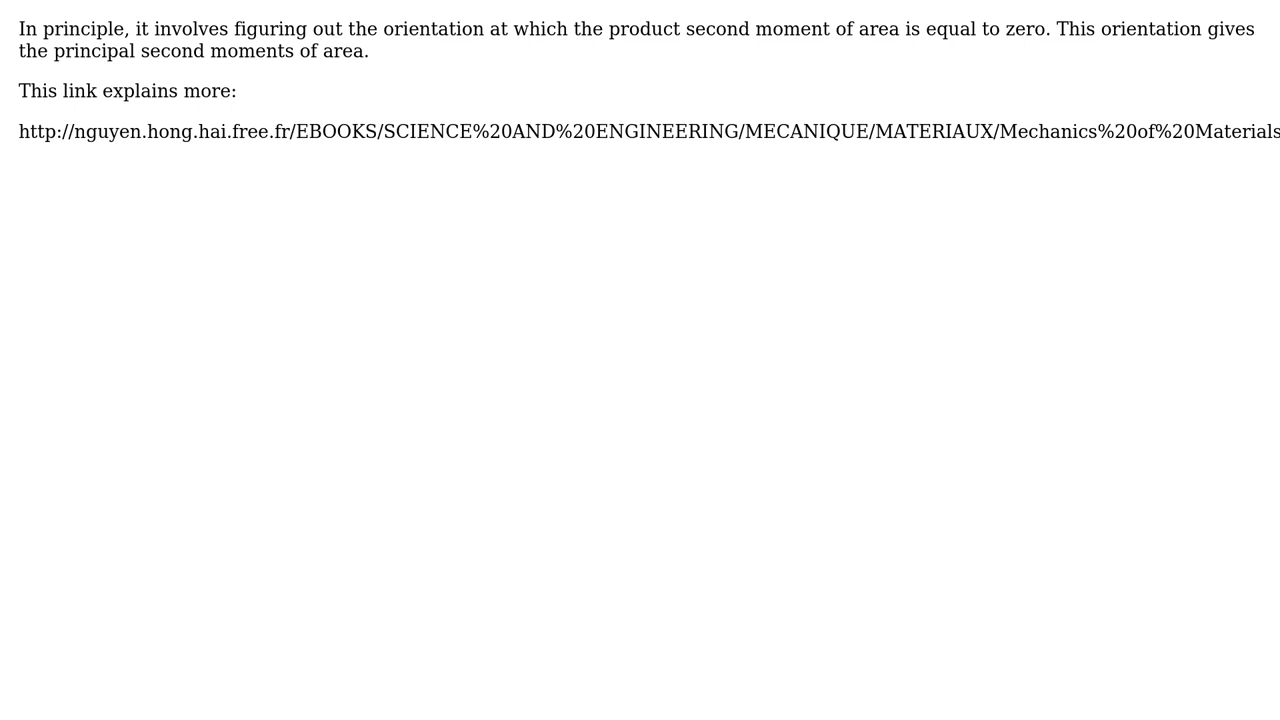 In principle, it involves figuring out the orientation at which the product second moment of area is equal to zero. This orientation gives
the principal second moments of area.
This link explains more:
http://nguyen.hong.hai.free.fr/EBOOKS/SCIENCE%20AND%20ENGINEERING/MECANIQUE/MATERIAUX/Mechanics%20of%20Materials